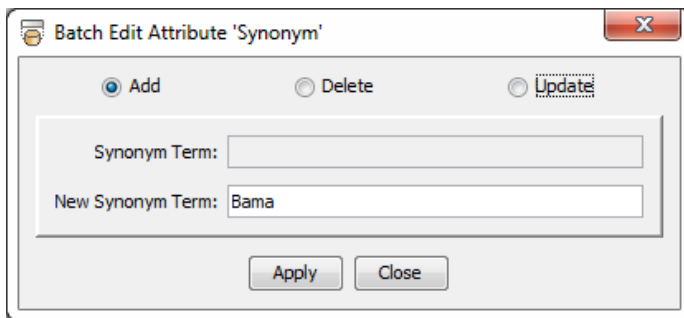 Batch Edit Attribute 'Synonym'
Add Delete Update
Synonym Term:
New Synonym Term: Bama
Apply Close